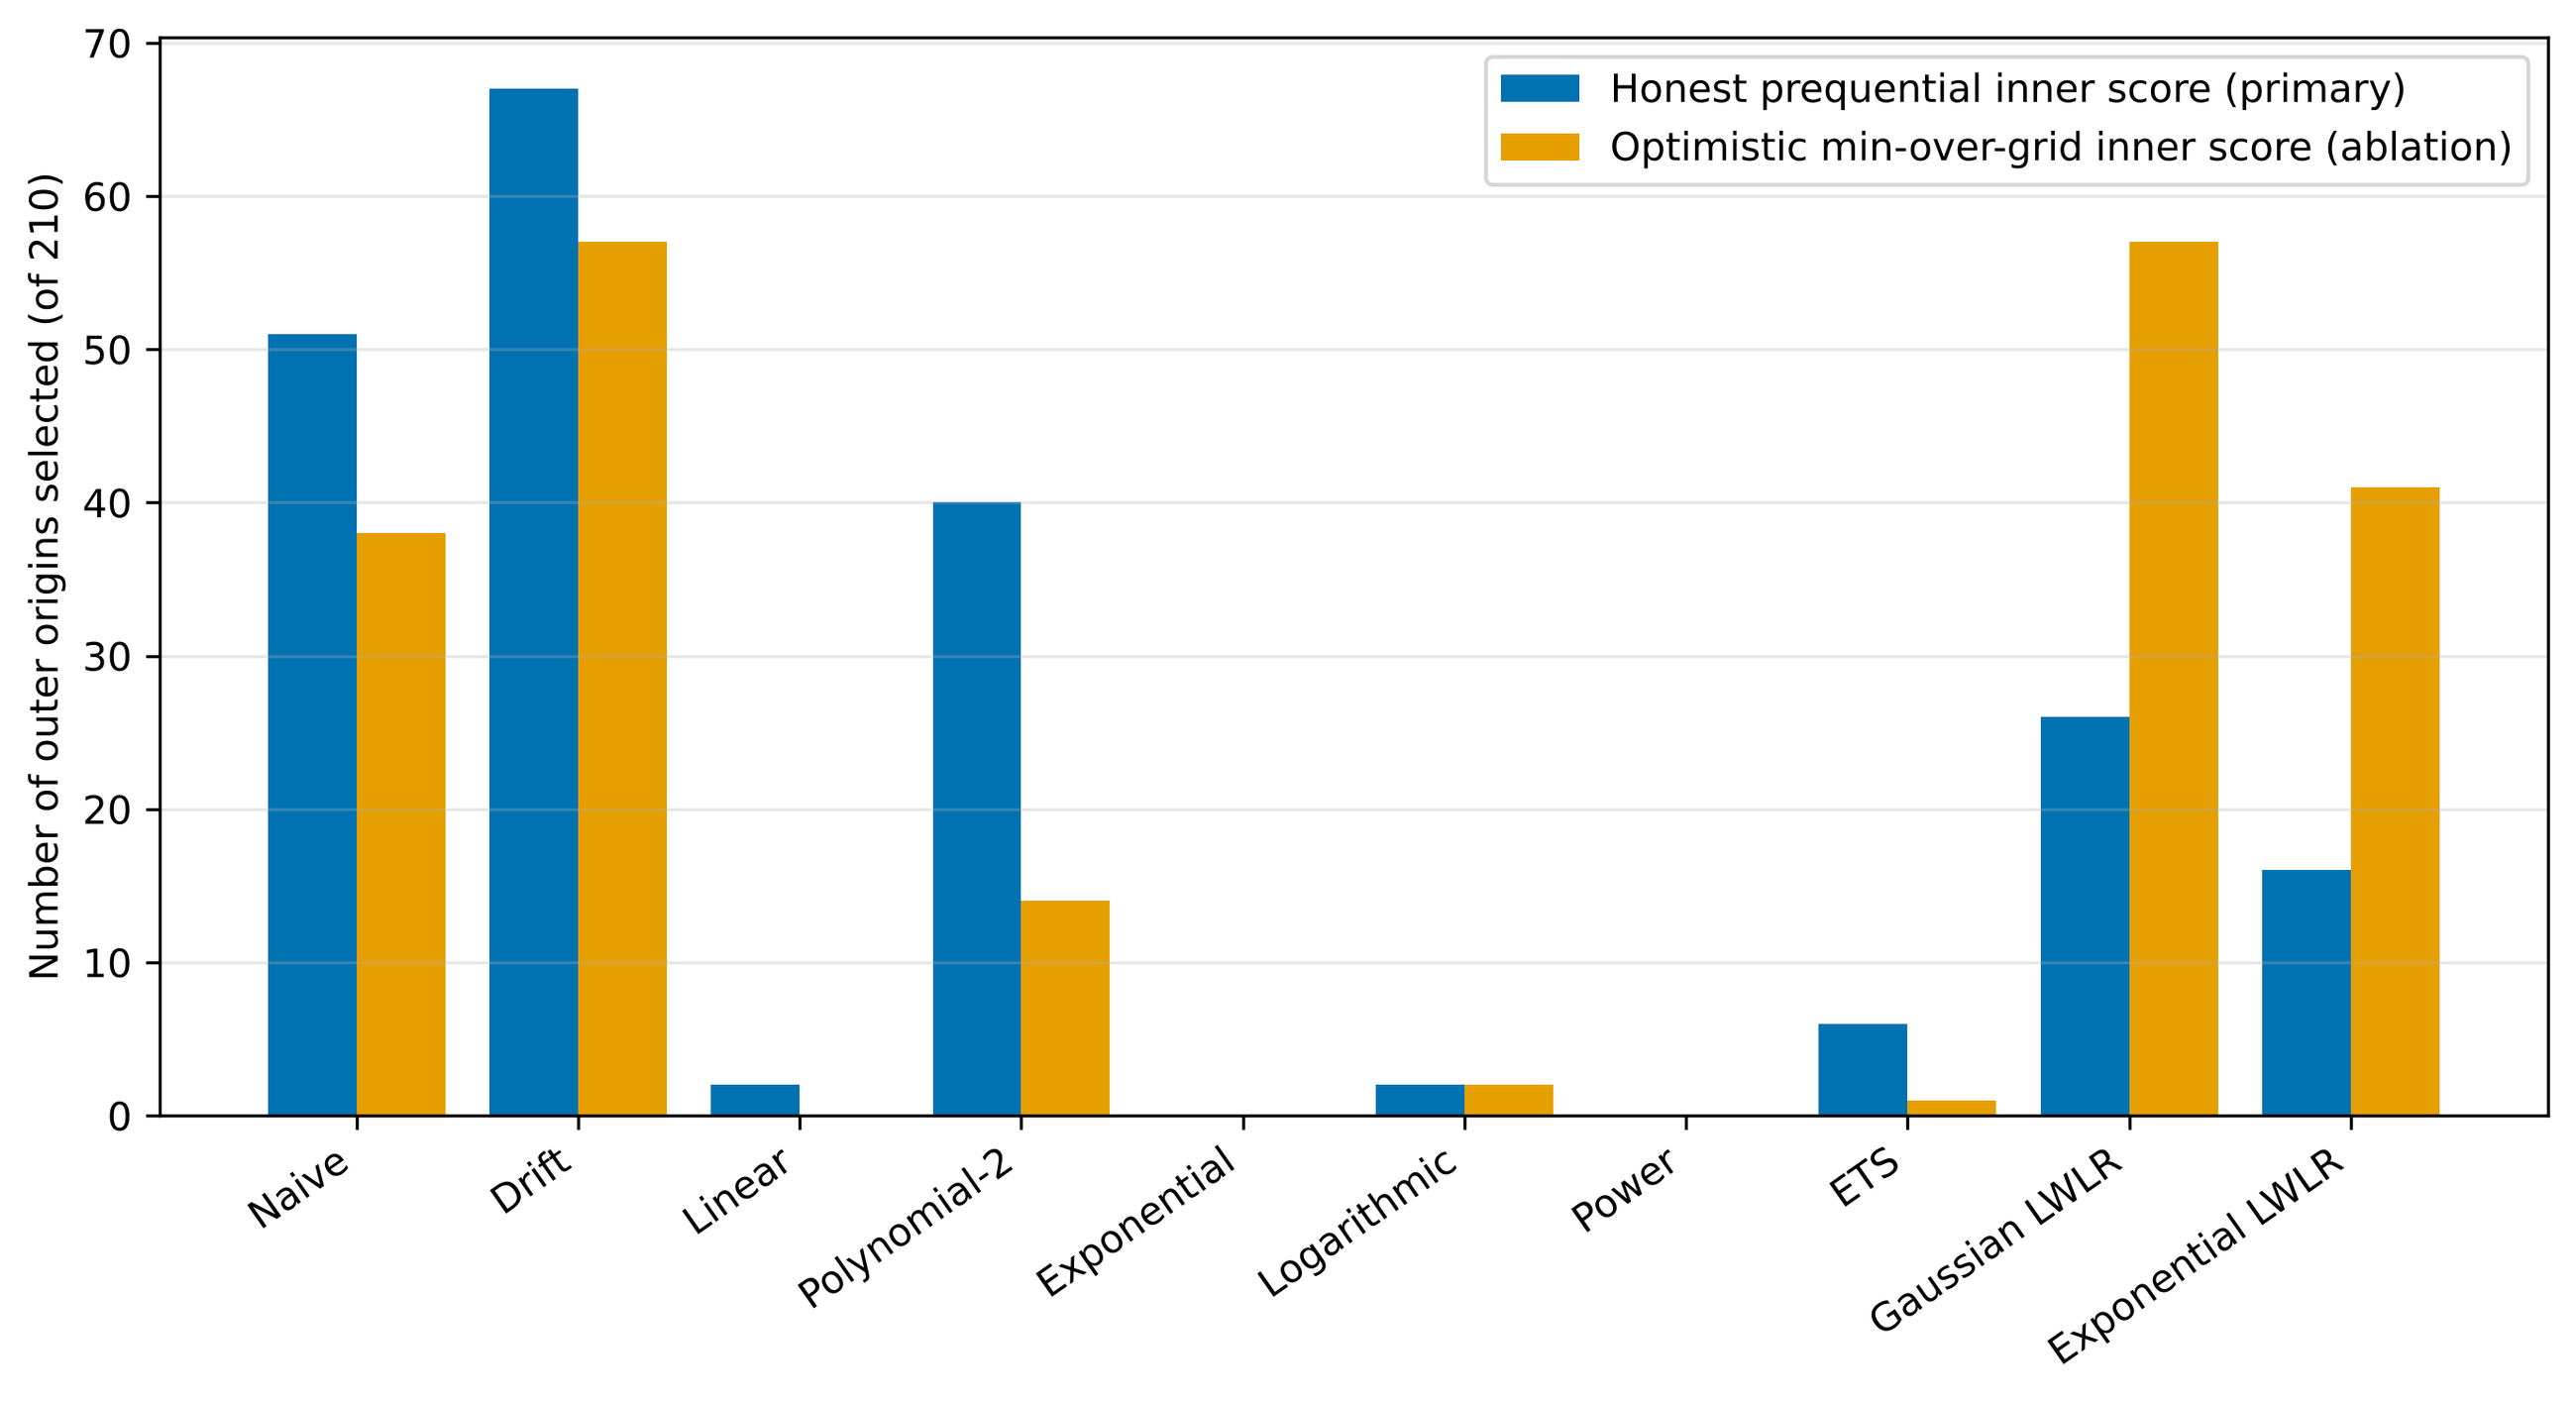 Honest prequential inner score (primary)
Optimistic min-over-grid inner score (ablation)
Number of outer origins selected (of 210)
70
60
50
40
30
20
10
0
Naive
Drift
Linear
Polynomial-2
Exponential
Logarithmic
Power
ETS
Gaussian LWLR
Exponential LWLR